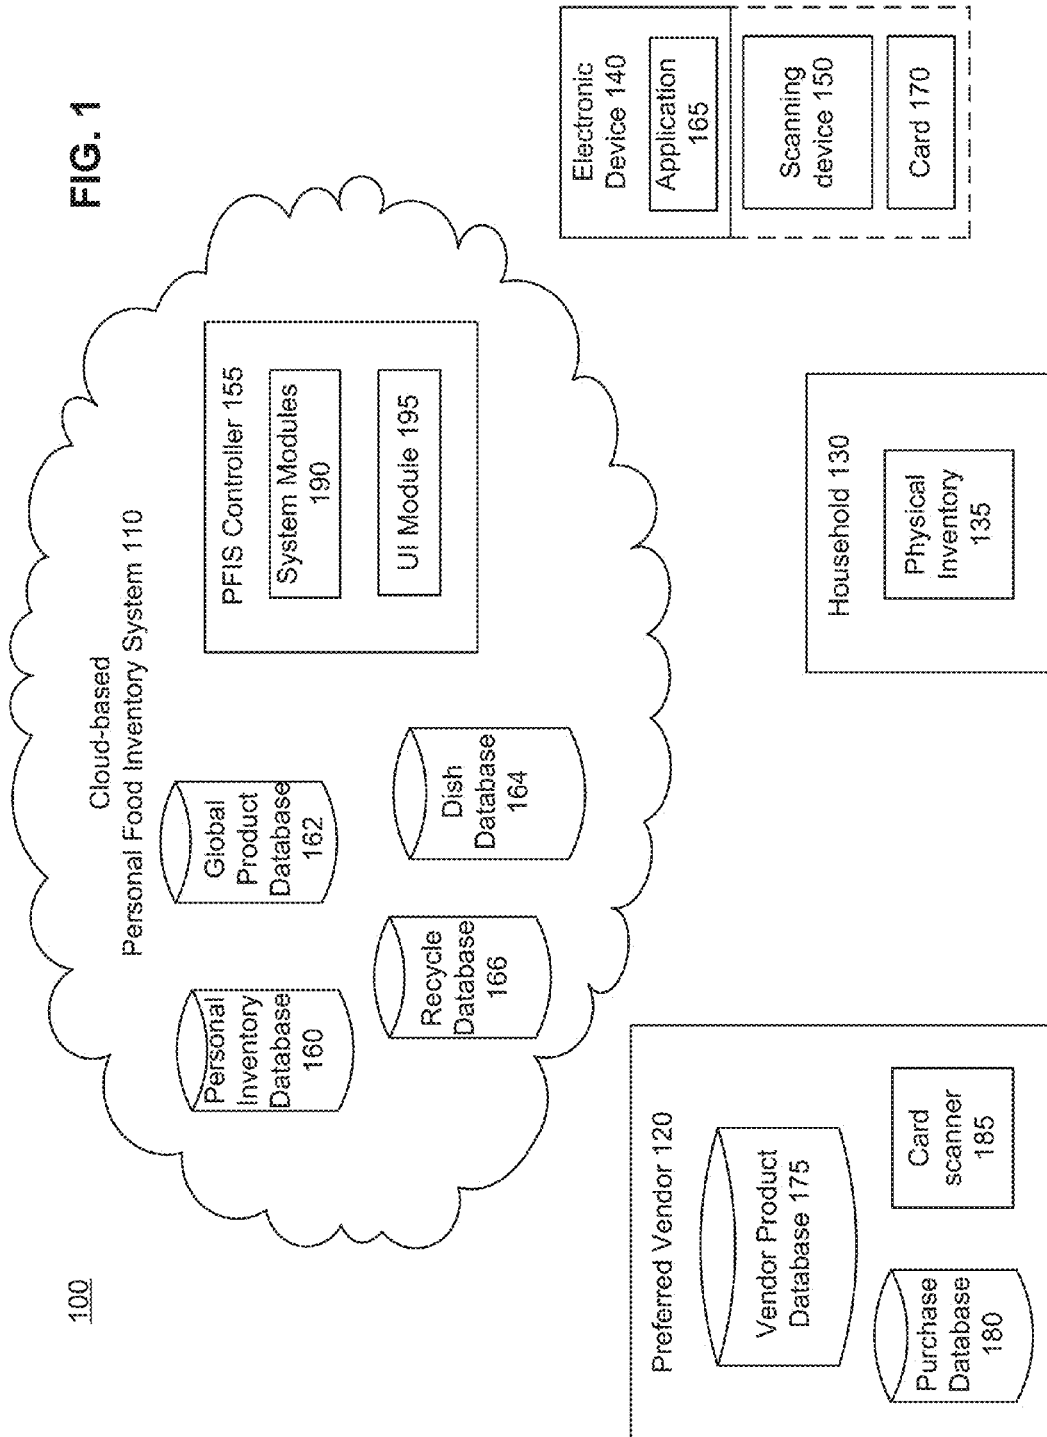 FIG. 1
100
Cloud-based
Personal Food Inventory System 110
Personal
Inventory
Database
160
Global
Product
Database
162
Recycle
Database
166
Dish
Database
164
PFIS Controller 155
System Modules
190
UI Module 195
Preferred Vendor 120
Vendor Product
Database 175
Purchase
Database
180
Card
scanner
185
Household 130
Physical
Inventory
135
Electronic
Device 140
Application
165
Scanning
device 150
Card 170